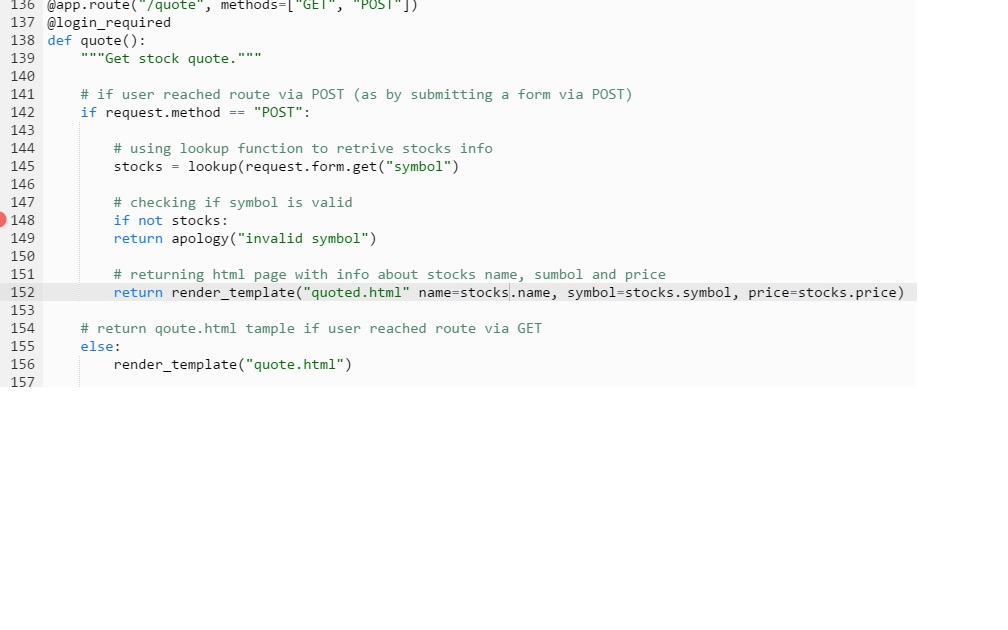 136 @app.route("/quote", methods=["GET", "POST"])
137 @login_required
138 def quote():
139     """Get stock quote."""
140
141     # if user reached route via POST (as by submitting a form via POST)
142     if request.method == "POST":
143
144         # using lookup function to retrive stocks info
145         stocks = lookup(request.form.get("symbol")
146
147         # checking if symbol is valid
148         if not stocks:
149         return apology("invalid symbol")
150
151         # returning html page with info about stocks name, sumbol and price
152         return render_template("quoted.html" name=stocks.name, symbol=stocks.symbol, price=stocks.price)
153
154     # return qoute.html tample if user reached route via GET
155     else:
156         render_template("quote.html")
157